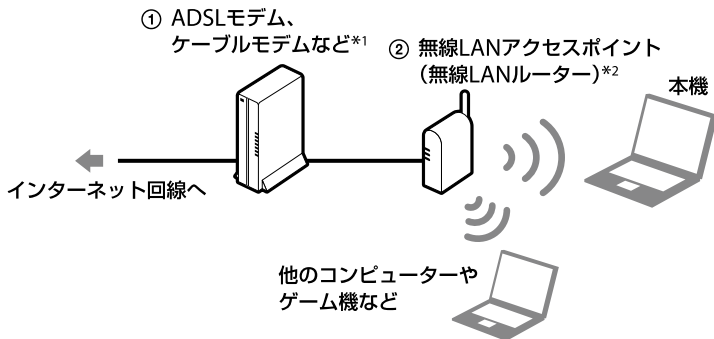 ① ADSLモデム、
ケーブルモデムなど*1
② 無線LANアクセスポイント
（無線LANルーター）*2
本機
インターネット回線へ
他のコンピューターや
ゲーム機など